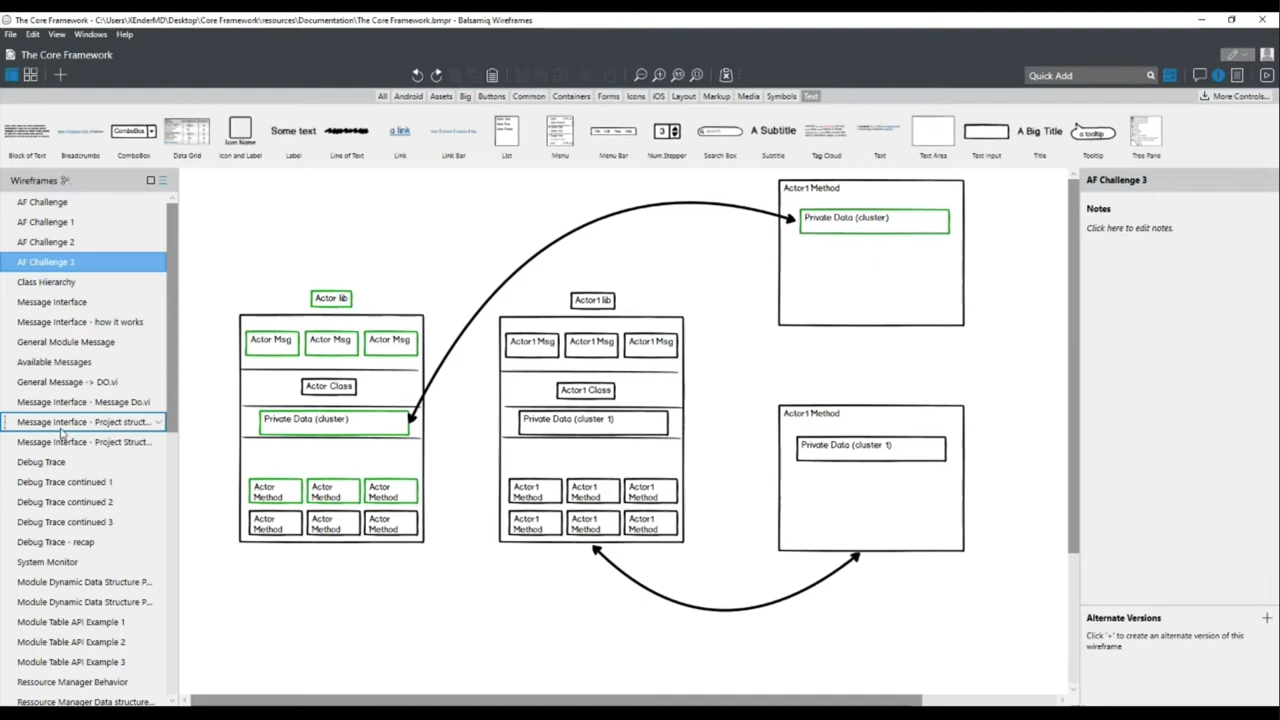 The Core Framework - C:\Users\XEnderMD\Desktop\Core Framework\resources\Documentation\The Core Framework.bmpr - Balsamiq Wireframes
File Edit View Windows Help
The Core Framework
Quick Add
All Android Assets Big Buttons Common Containers Forms Icons iOS Layout Markup Media Symbols Text
More Controls...
ComboBox
Some text
a link
3
search
A Subtitle
A Big Title
a tooltip
Block of Text Breadcrumbs ComboBox Data Grid Icon and Label Label Line of Text Link Link Bar List Menu Menu Bar Num.Stepper Search Box Subtitle Tag Cloud Text Text Area Text Input Title Tooltip Tree Pane
Icon Name
Wireframes
AF Challenge
AF Challenge 1
AF Challenge 2
AF Challenge 3
Class Hierarchy
Message Interface
Message Interface - how it works
General Module Message
Available Messages
General Message -> DO.vi
Message Interface - Message Do.vi
Message Interface - Project struct...
Message Interface - Project Struct...
Debug Trace
Debug Trace continued 1
Debug Trace continued 2
Debug Trace continued 3
Debug Trace - recap
System Monitor
Module Dynamic Data Structure P...
Module Dynamic Data Structure P...
Module Table API Example 1
Module Table API Example 2
Module Table API Example 3
Ressource Manager Behavior
Ressource Manager Data structure...
Actor lib
Actor Msg Actor Msg Actor Msg
Actor Class
Private Data (cluster)
Actor Method Actor Method Actor Method
Actor Method Actor Method Actor Method
Actor1 lib
Actor1 Msg Actor1 Msg Actor1 Msg
Actor1 Class
Private Data (cluster 1)
Actor1 Method Actor1 Method Actor1 Method
Actor1 Method Actor1 Method Actor1 Method
Actor1 Method
Private Data (cluster)
Actor1 Method
Private Data (cluster 1)
AF Challenge 3
Notes
Click here to edit notes.
Alternate Versions
Click '+' to create an alternate version of this
wireframe